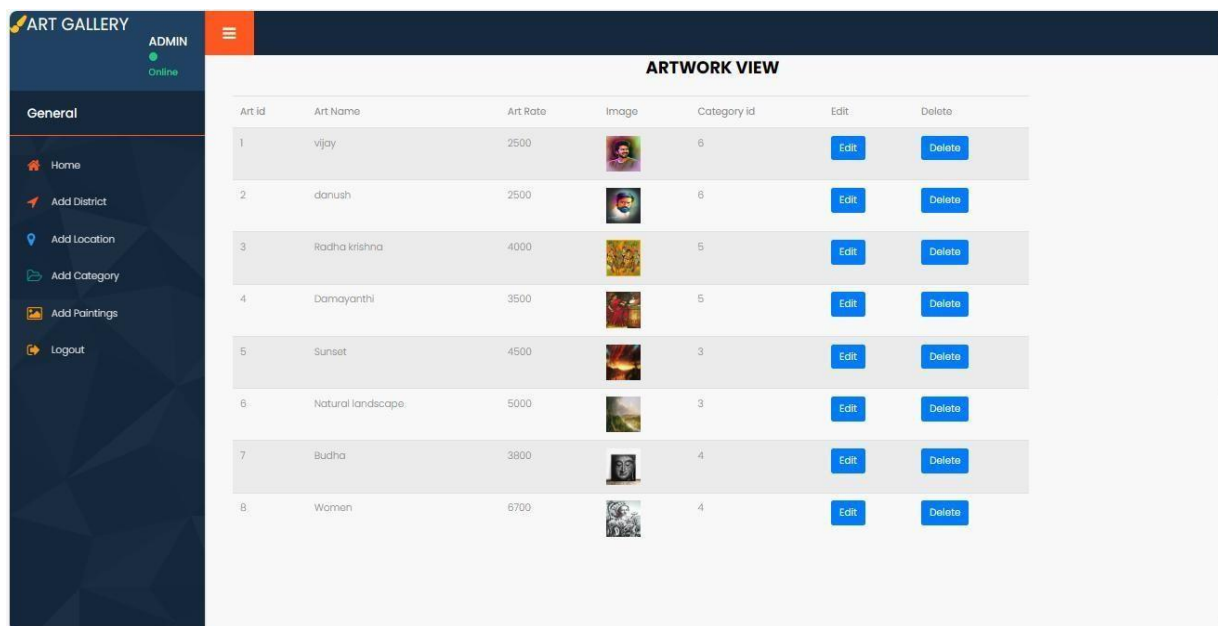 ART GALLERY
ADMIN
Online
General
Home
Add District
Add Location
Add Category
Add Paintings
Logout
ARTWORK VIEW
Art id Art Name Art Rate Image Category id Edit Delete
1 vijay 2500 6 Edit Delete
2 danush 2500 6 Edit Delete
3 Radha krishna 4000 5 Edit Delete
4 Damayanthi 3500 5 Edit Delete
5 Sunset 4500 3 Edit Delete
6 Natural landscape 5000 3 Edit Delete
7 Budha 3800 4 Edit Delete
8 Women 6700 4 Edit Delete